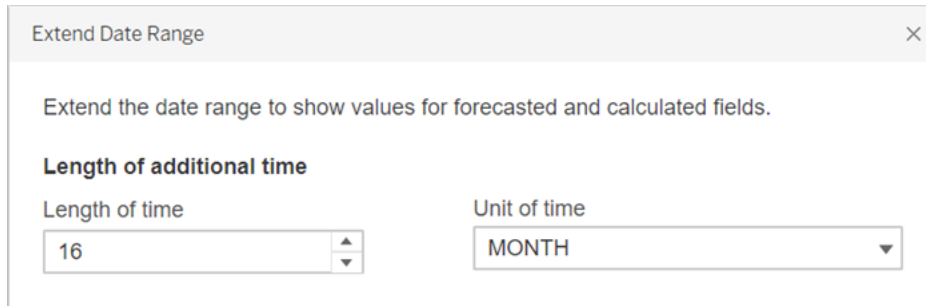 Extend Date Range
Extend the date range to show values for forecasted and calculated fields.
Length of additional time
Length of time
Unit of time
16
MONTH